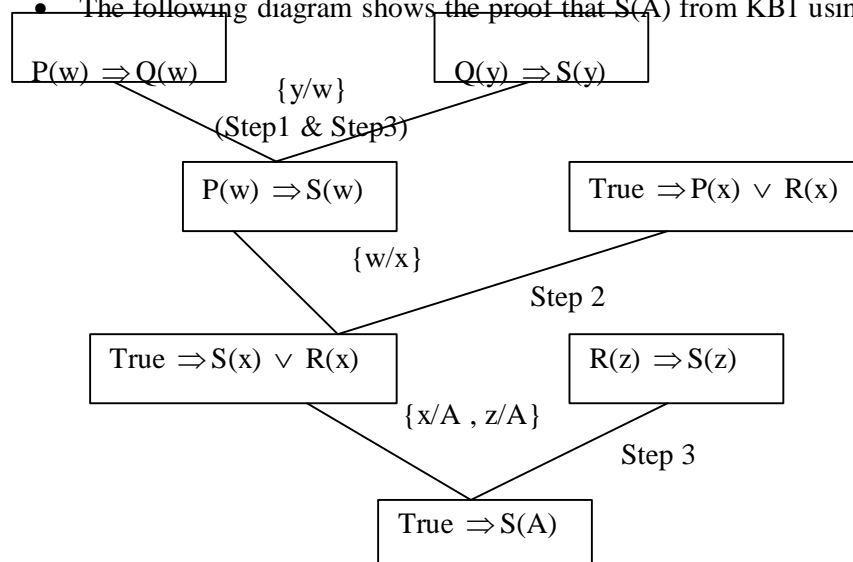 • The following diagram shows the proof that S(A) from KB1 usin
P(w) ⇒ Q(w)
Q(y) ⇒ S(y)
{y/w}
(Step1 & Step3)
P(w) ⇒ S(w)
True ⇒ P(x) ∨ R(x)
{w/x}
Step 2
True ⇒ S(x) ∨ R(x)
R(z) ⇒ S(z)
{x/A , z/A}
Step 3
True ⇒ S(A)